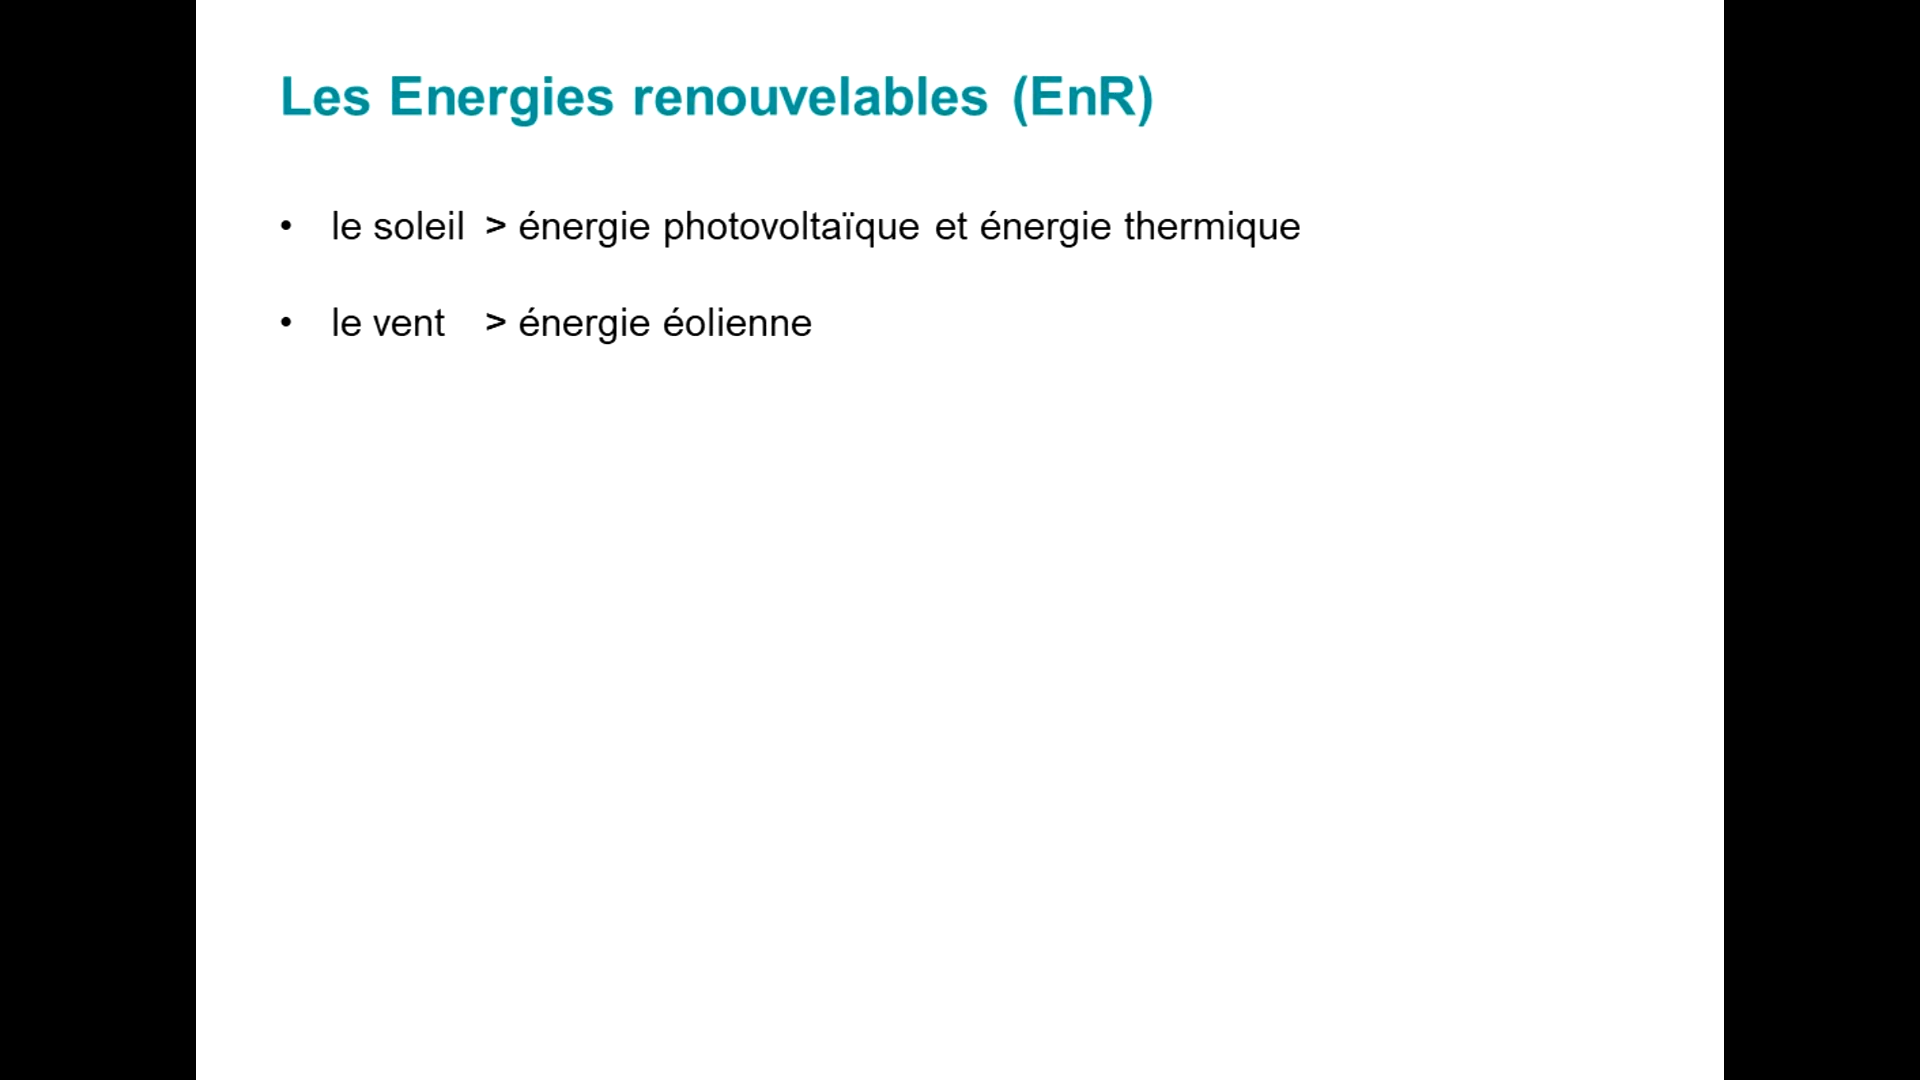 Les Energies renouvelables (EnR)
• le soleil > énergie photovoltaïque et énergie thermique
• le vent > énergie éolienne